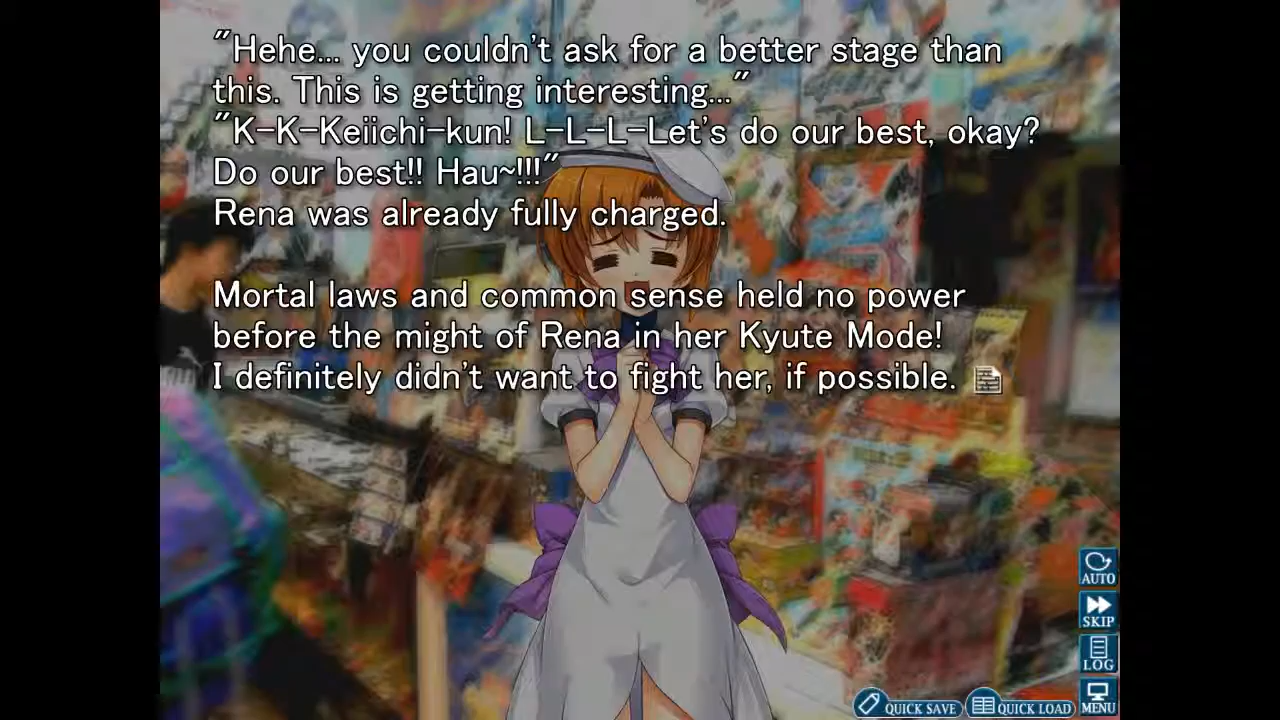 "Hehe... you couldn't ask for a better stage than
this. This is getting interesting..."
"K-K-Keiichi-kun! L-L-L-Let's do our best, okay?
Do our best!! Hau~!!!"
Rena was already fully charged.
Mortal laws and common sense held no power
before the might of Rena in her Kyute Mode!
I definitely didn't want to fight her, if possible.
AUTO
SKIP
LOG
MENU
QUICK SAVE
QUICK LOAD